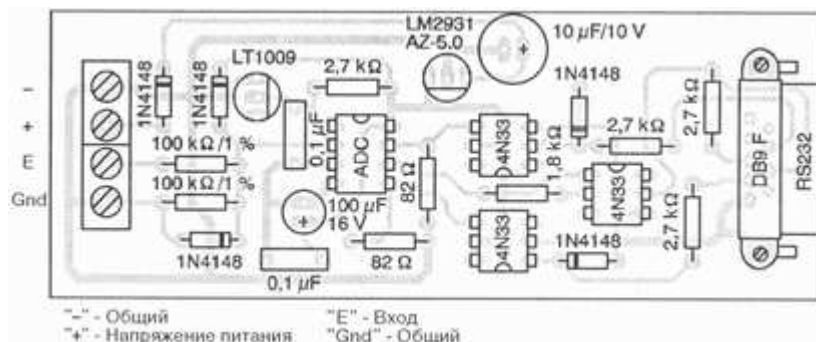 LM2931
AZ-5.0
10 µF/10 V
LT1009
1N4148
1N4148
2,7 kΩ
1N4148
–
+
E
Gnd
100 kΩ/1 %
100 kΩ/1 %
0,1 µF
ADC
4N33
2,7 kΩ
2,7 kΩ
DB9 F
RS232
82 Ω
1,8 kΩ
4N33
100 µF
16 V
4N33
2,7 kΩ
1N4148
82 Ω
1N4148
0,1 µF
"–" - Общий "E" - Вход
"+" - Напряжение питания "Gnd" - Общий